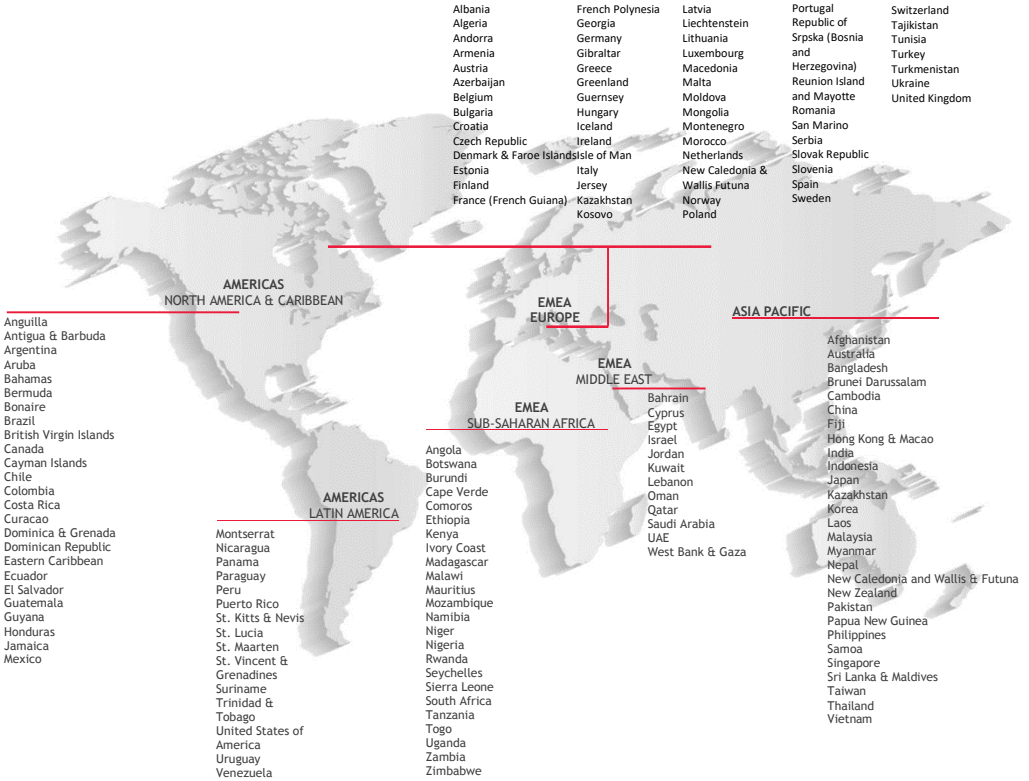 Albania
Algeria
Andorra
Armenia
Austria
Azerbaijan
Belgium
Bulgaria
Croatia
Czech Republic
Denmark & Faroe Islands
Estonia
Finland
France (French Guiana)
French Polynesia
Georgia
Germany
Gibraltar
Greece
Greenland
Guernsey
Hungary
Iceland
Ireland
Isle of Man
Italy
Jersey
Kazakhstan
Kosovo
Latvia
Liechtenstein
Lithuania
Luxembourg
Macedonia
Malta
Moldova
Mongolia
Montenegro
Morocco
Netherlands
New Caledonia &
Wallis Futuna
Norway
Poland
Portugal
Republic of
Srpska (Bosnia
and
Herzegovina)
Reunion Island
and Mayotte
Romania
San Marino
Serbia
Slovak Republic
Slovenia
Spain
Sweden
Switzerland
Tajikistan
Tunisia
Turkey
Turkmenistan
Ukraine
United Kingdom
AMERICAS
NORTH AMERICA & CARIBBEAN
Anguilla
Antigua & Barbuda
Argentina
Aruba
Bahamas
Bermuda
Bonaire
Brazil
British Virgin Islands
Canada
Cayman Islands
Chile
Colombia
Costa Rica
Curacao
Dominica & Grenada
Dominican Republic
Eastern Caribbean
Ecuador
El Salvador
Guatemala
Guyana
Honduras
Jamaica
Mexico
AMERICAS
LATIN AMERICA
Montserrat
Nicaragua
Panama
Paraguay
Peru
Puerto Rico
St. Kitts & Nevis
St. Lucia
St. Maarten
St. Vincent &
Grenadines
Suriname
Trinidad &
Tobago
United States of
America
Uruguay
Venezuela
EMEA
EUROPE
EMEA
SUB-SAHARAN AFRICA
Angola
Botswana
Burundi
Cape Verde
Comoros
Ethiopia
Kenya
Ivory Coast
Madagascar
Malawi
Mauritius
Mozambique
Namibia
Niger
Nigeria
Rwanda
Seychelles
Sierra Leone
South Africa
Tanzania
Togo
Uganda
Zambia
Zimbabwe
EMEA
MIDDLE EAST
Bahrain
Cyprus
Egypt
Israel
Jordan
Kuwait
Lebanon
Oman
Qatar
Saudi Arabia
UAE
West Bank & Gaza
ASIA PACIFIC
Afghanistan
Australia
Bangladesh
Brunei Darussalam
Cambodia
China
Fiji
Hong Kong & Macao
India
Indonesia
Japan
Kazakhstan
Korea
Laos
Malaysia
Myanmar
Nepal
New Caledonia and Wallis & Futuna
New Zealand
Pakistan
Papua New Guinea
Philippines
Samoa
Singapore
Sri Lanka & Maldives
Taiwan
Thailand
Vietnam